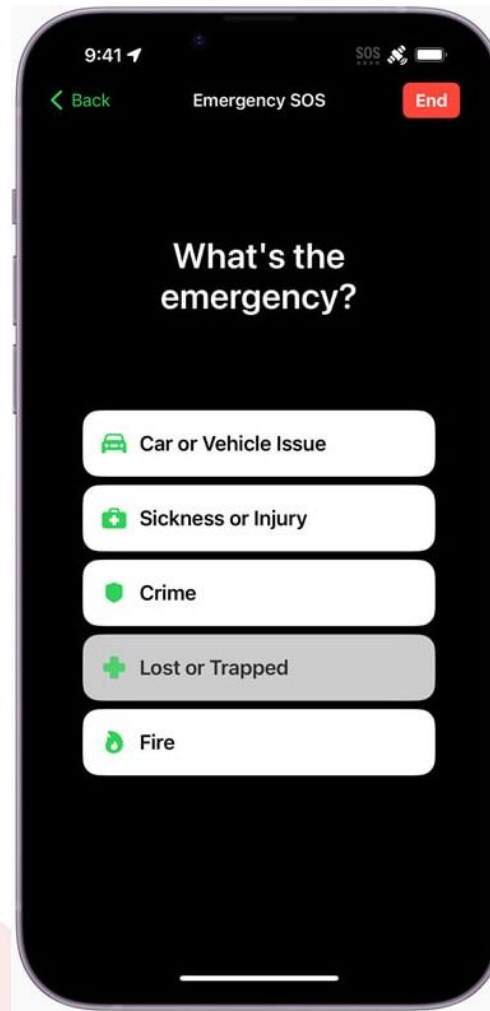 9:41 SOS
Back Emergency SOS End
What's the
emergency?
Car or Vehicle Issue
Sickness or Injury
Crime
Lost or Trapped
Fire